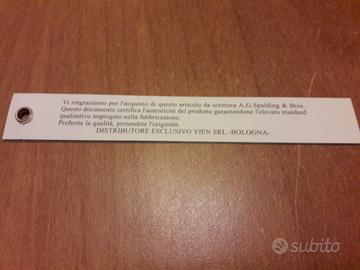 Vi ringraziamo per l'acquisto di questo articolo da scrittura A.G. Spalding & Bros.
Questo documento certifica l'autenticità del prodotto garantendone l'elevato standard
qualitativo impiegato nella fabbricazione.
Preferite la qualità, pretendete l'originale.
DISTRIBUTORE ESCLUSIVO YJEN SRL -BOLOGNA-
subito